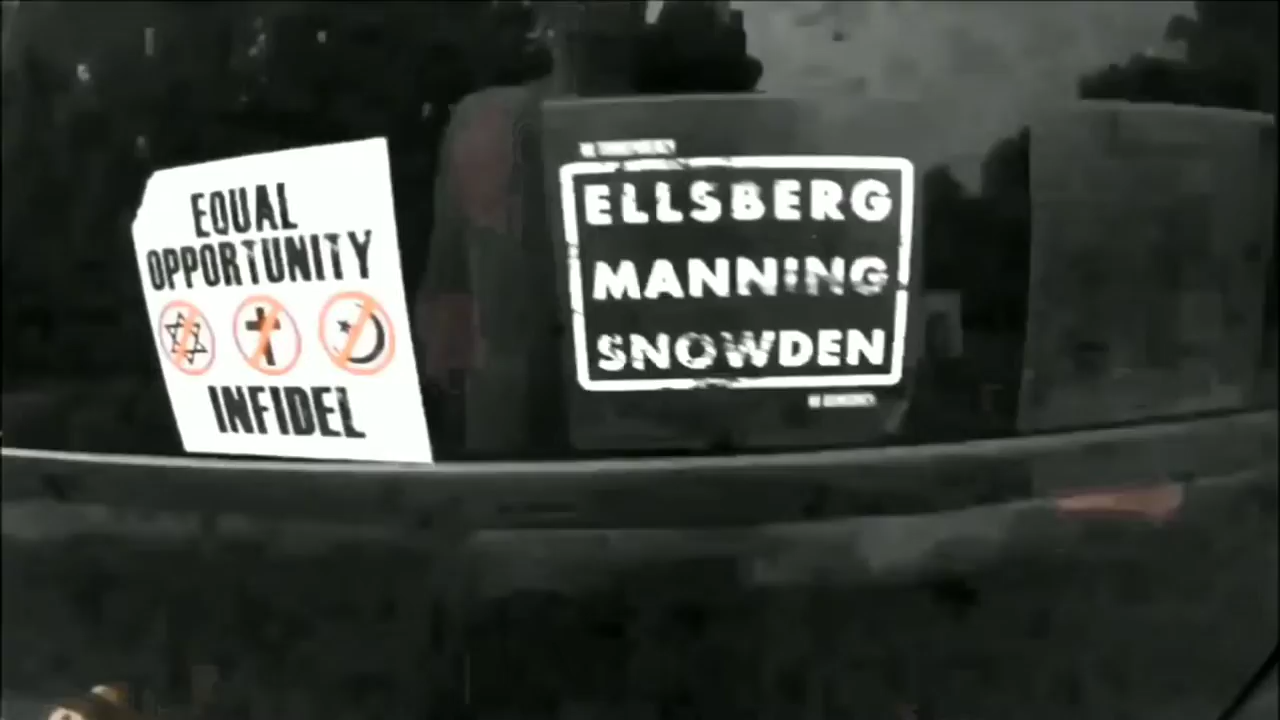 EQUAL
OPPORTUNITY
INFIDEL
ELLSBERG
MANNING
SNOWDEN